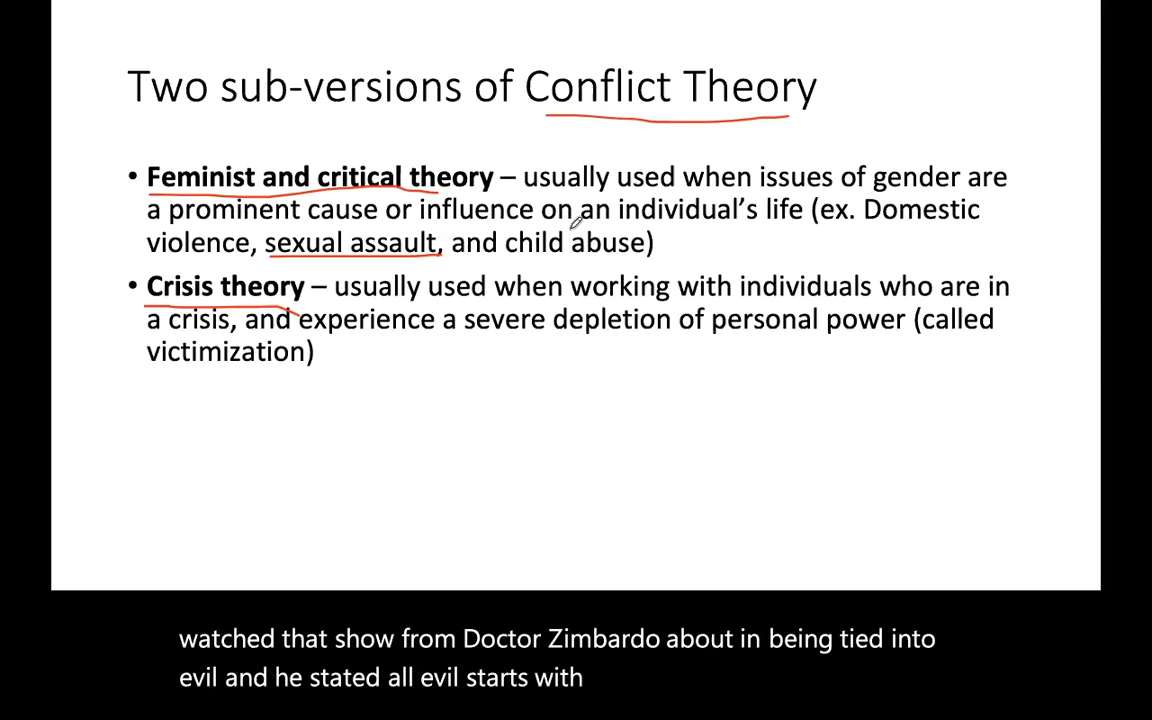 Two sub-versions of Conflict Theory
• Feminist and critical theory – usually used when issues of gender are
a prominent cause or influence on an individual’s life (ex. Domestic
violence, sexual assault, and child abuse)
• Crisis theory – usually used when working with individuals who are in
a crisis, and experience a severe depletion of personal power (called
victimization)
watched that show from Doctor Zimbardo about in being tied into
evil and he stated all evil starts with